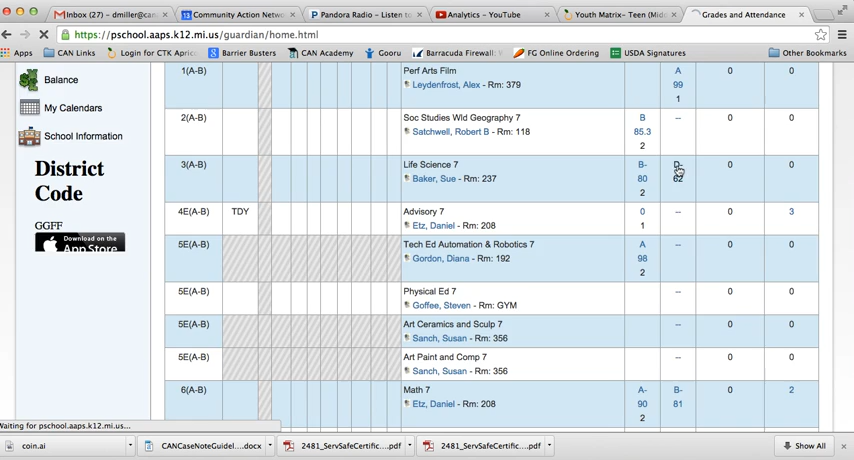 Inbox (27) - dmiller@can
Community Action Netw
Pandora Radio - Listen to
Analytics - YouTube
Youth Matrix- Teen (Midd
Grades and Attendance
https://pschool.aaps.k12.mi.us/guardian/home.html
Apps CAN Links Login for CTK Aprico Barrier Busters CAN Academy Gooru Barracuda Firewall: FG Online Ordering USDA Signatures Other Bookmarks
Balance
My Calendars
School Information
District
Code
GGFF
Download on the
App Store
1(A-B) Perf Arts Film A 0 0
Leydenfrost, Alex - Rm: 379 99
1
2(A-B) Soc Studies Wld Geography 7 B -- 0 0
Satchwell, Robert B - Rm: 118 85.3
2
3(A-B) Life Science 7 B- D- 0 0
Baker, Sue - Rm: 237 80 62
2
4E(A-B) TDY Advisory 7 0 -- 0 3
Etz, Daniel - Rm: 208 1
5E(A-B) Tech Ed Automation & Robotics 7 A -- 0 0
Gordon, Diana - Rm: 192 98
2
5E(A-B) Physical Ed 7 -- 0 0
Goffee, Steven - Rm: GYM
5E(A-B) Art Ceramics and Sculp 7 -- 0 0
Sanch, Susan - Rm: 356
5E(A-B) Art Paint and Comp 7 -- 0 0
Sanch, Susan - Rm: 356
6(A-B) Math 7 A- B- 0 2
Etz, Daniel - Rm: 208 90 81
2
Waiting for pschool.aaps.k12.mi.us...
coin.ai CANCaseNoteGuidel....docx 2481_ServSafeCertific....pdf 2481_ServSafeCertific....pdf Show All